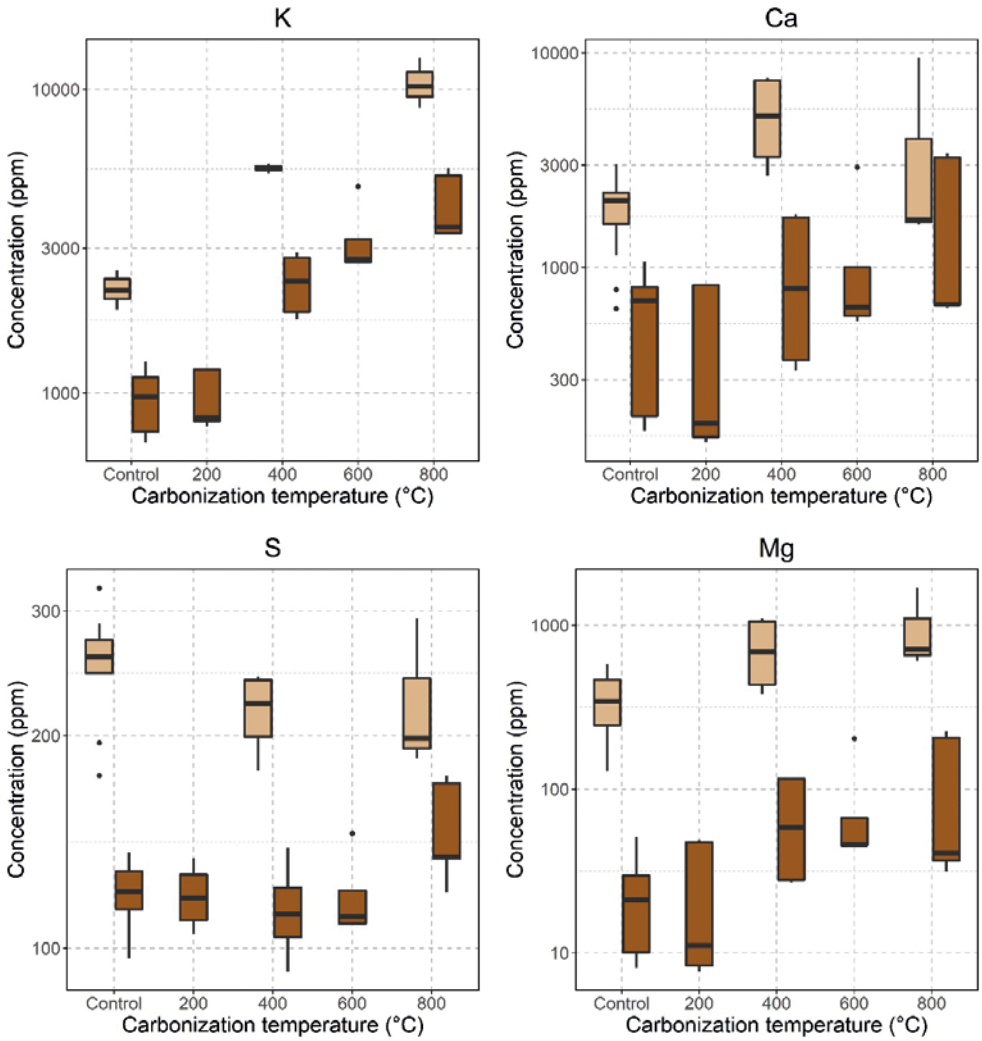 K
Concentration (ppm)
10000
3000
1000
Control 200 400 600 800
Carbonization temperature (°C)
Ca
Concentration (ppm)
10000
3000
1000
300
Control 200 400 600 800
Carbonization temperature (°C)
S
Concentration (ppm)
300
200
100
Control 200 400 600 800
Carbonization temperature (°C)
Mg
Concentration (ppm)
1000
100
10
Control 200 400 600 800
Carbonization temperature (°C)